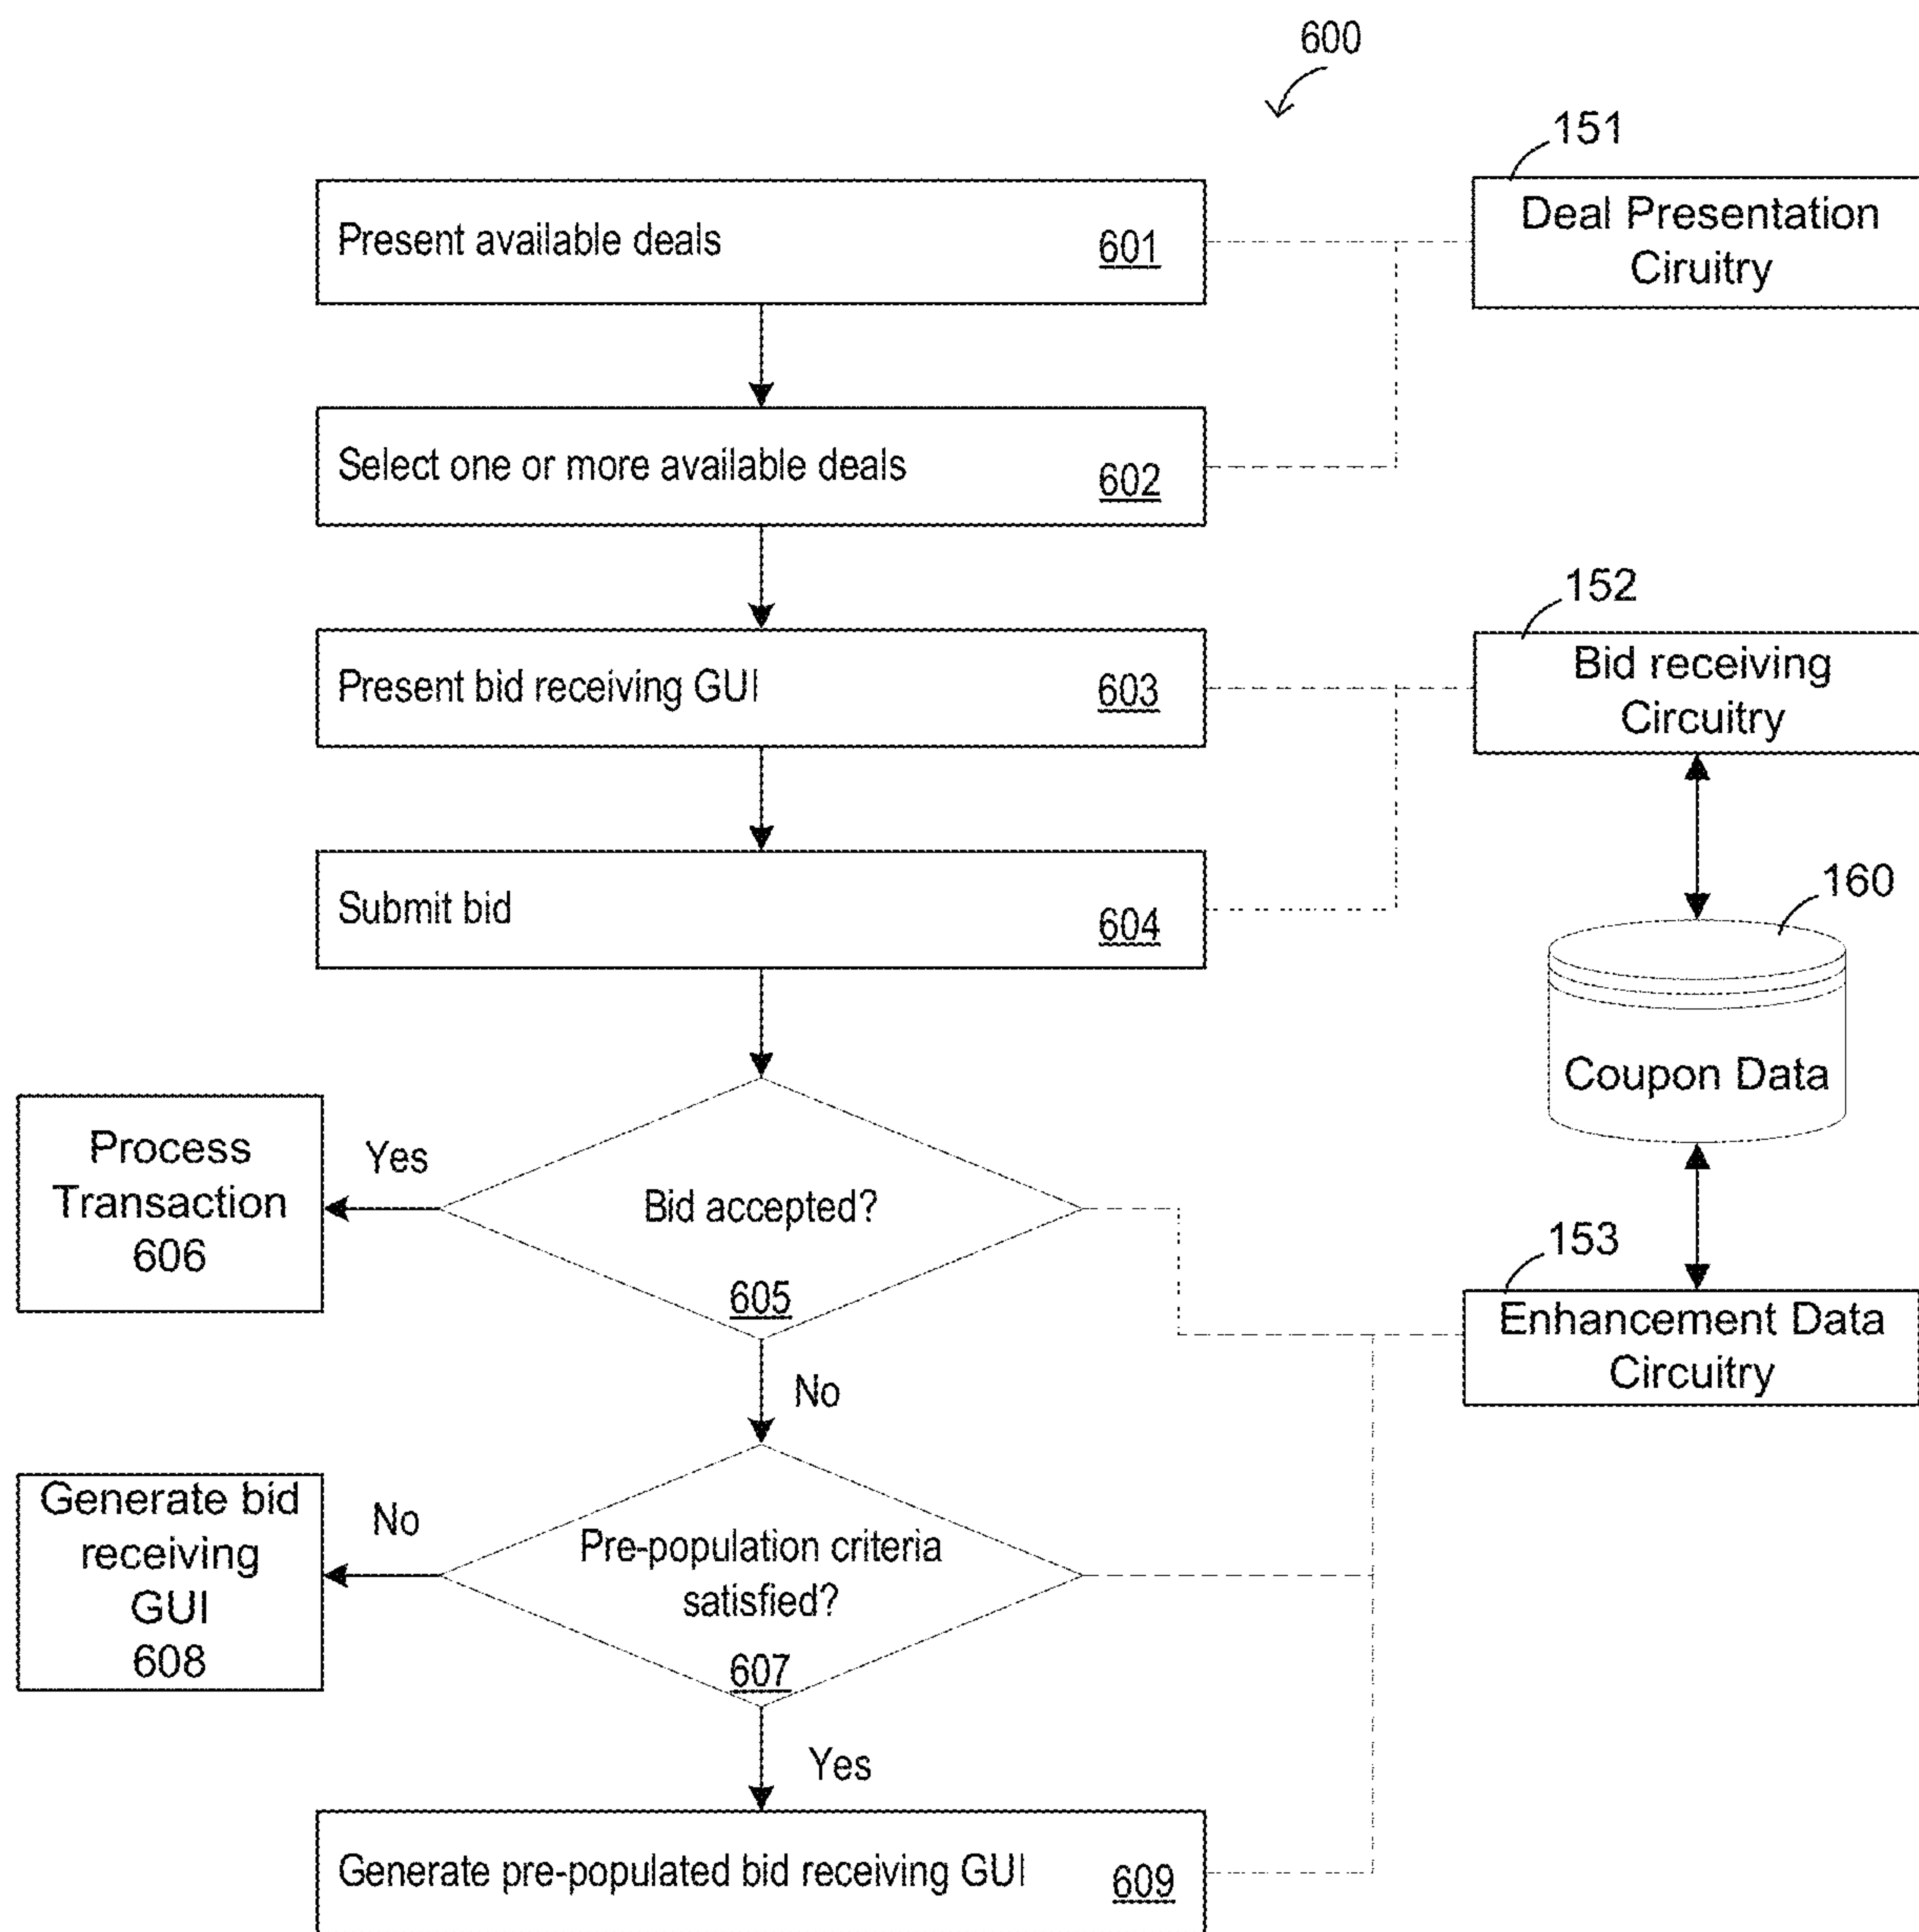 600
151
Present available deals 601
Deal Presentation
Ciruitry
Select one or more available deals 602
152
Present bid receiving GUI 603
Bid receiving
Circuitry
Submit bid 604
160
Coupon Data
Process
Transaction
606
Yes
Bid accepted?
605
153
Enhancement Data
Circuitry
No
Generate bid
receiving
GUI
608
No
Pre-population criteria
satisfied?
607
Yes
Generate pre-populated bid receiving GUI 609